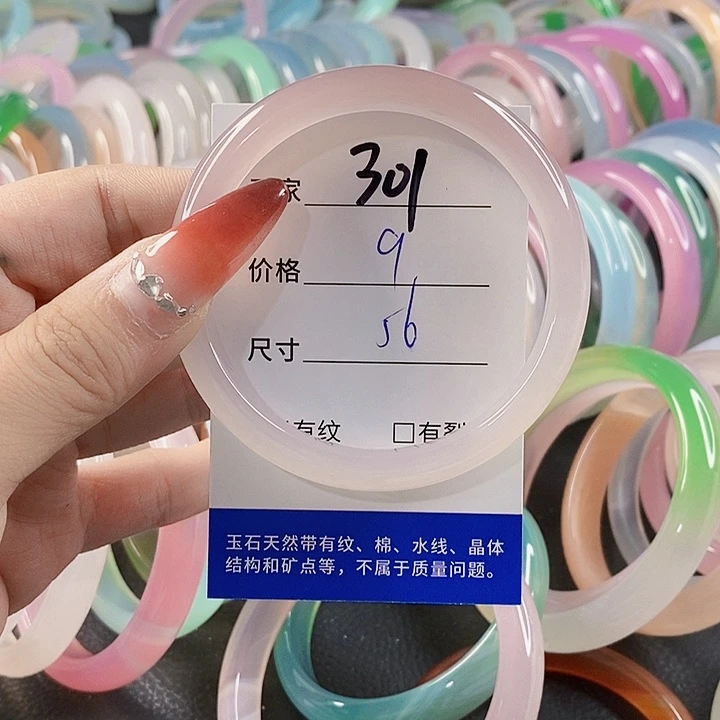 家 301
价格 9
尺寸 56
有纹 □有裂
玉石天然带有纹、棉、水线、晶体
结构和矿点等，不属于质量问题。